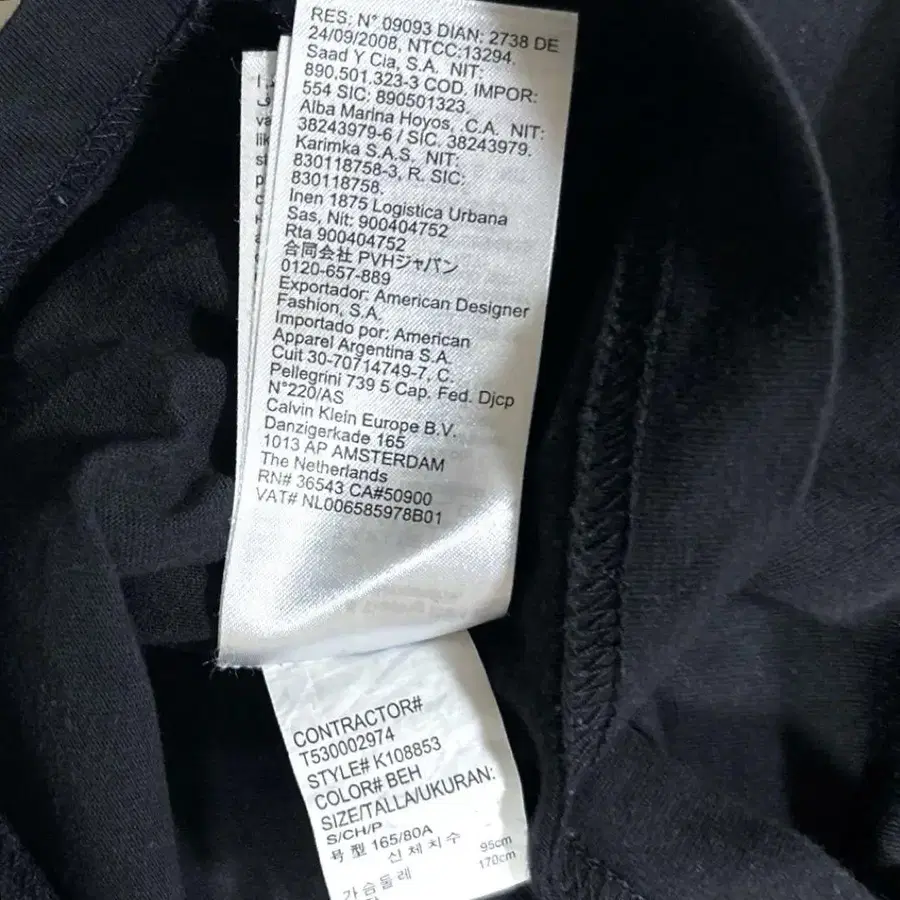 RES: N° 09093 DIAN: 2738 DE
24/09/2008, NTCC:13294.
Saad Y Cia, S.A. NIT:
890.501.323-3 COD. IMPOR:
554 SIC: 890501323.
Alba Marina Hoyos, C.A. NIT:
38243979-6 / SIC. 38243979.
Karimka S.A.S. NIT:
830118758-3, R. SIC:
830118758.
Inen 1875 Logistica Urbana
Sas, Nit: 900404752
Rta 900404752
合同会社 PVHジャパン
0120-657-889
Exportador: American Designer
Fashion, S.A.
Importado por: American
Apparel Argentina S.A.
Cuit 30-70714749-7, C.
Pellegrini 739 5 Cap. Fed. Djcp
N°220/AS
Calvin Klein Europe B.V.
Danzigerkade 165
1013 AP AMSTERDAM
The Netherlands
RN# 36543 CA#50900
VAT# NL006585978B01
CONTRACTOR#
T530002974
STYLE# K108853
COLOR# BEH
SIZE/TALLA/UKURAN:
S/CH/P
号型 165/80A
신체치수
가슴둘레 95cm
170cm